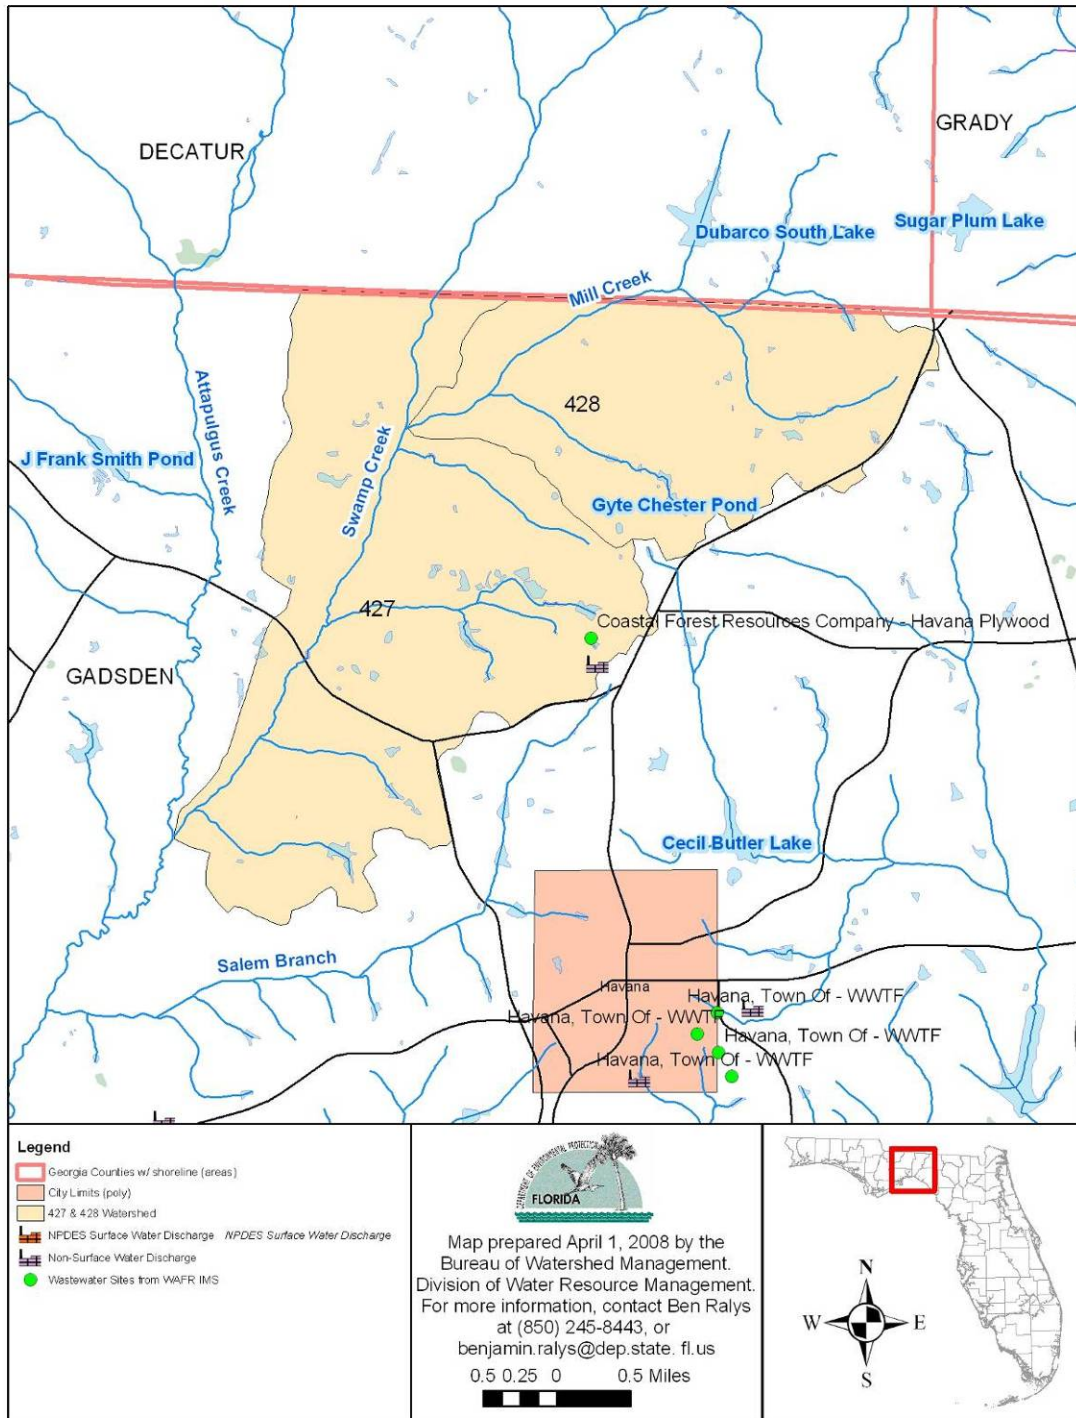 DECATUR
GRADY
Dubarco South Lake
Sugar Plum Lake
Mill Creek
Attapulgus Creek
428
J Frank Smith Pond
Swamp Creek
Gyte Chester Pond
427
Coastal Forest Resources Company - Havana Plywood
GADSDEN
Cecil Butler Lake
Salem Branch
Havana
Havana, Town Of - WWTF
Havana, Town Of - WWTF
Havana, Town Of - WWTF
Havana, Town Of - WWTF
Legend
Georgia Counties w/ shoreline (areas)
City Limits (poly)
427 & 428 Watershed
NPDES Surface Water Discharge NPDES Surface Water Discharge
Non-Surface Water Discharge
Wastewater Sites from WAFR IMS
DEPARTMENT OF ENVIRONMENTAL PROTECTION
FLORIDA
Map prepared April 1, 2008 by the
Bureau of Watershed Management.
Division of Water Resource Management.
For more information, contact Ben Ralys
at (850) 245-8443, or
benjamin.ralys@dep.state. fl.us
0.5 0.25 0 0.5 Miles
N
W E
S